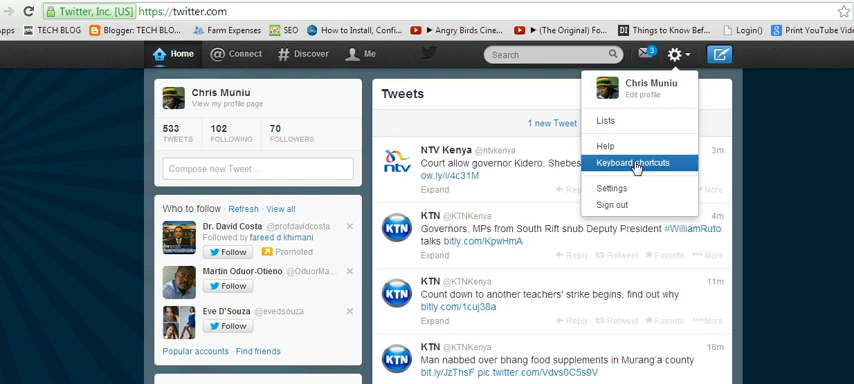 Twitter, Inc. [US] https://twitter.com
Apps TECH BLOG Blogger: TECH BLO... Farm Expenses SEO How to Install, Confi... Angry Birds Cine... (The Original) Fo... DI Things to Know Bef... Login() Print YouTube Vide
Home @ Connect # Discover Me Search 3
Chris Muniu
View my profile page
533 102 70
TWEETS FOLLOWING FOLLOWERS
Compose new Tweet...
Who to follow · Refresh · View all
Dr. David Costa @profdavidcosta
Followed by fareed d khimani
Follow Promoted
Martin Oduor-Otieno @OduorMa...
Follow
Eve D'Souza @evedsouza
Follow
Popular accounts · Find friends
Tweets
1 new Tweet
NTV Kenya @ntvkenya 3m
ntv
Court allow governor Kidero, Shebes
ow.ly/i/4c31M
Expand More
KTN @KTNKenya 4m
KTN
Governors, MPs from South Rift snub Deputy President #WilliamRuto
talks bitly.com/KpwHmA
Expand Reply Retweet Favorite More
KTN @KTNKenya 11m
KTN
Count down to another teachers' strike begins, find out why
bitly.com/1cuj38a
Expand Reply Retweet Favorite More
KTN @KTNKenya 16m
KTN
Man nabbed over bhang food supplements in Murang'a county
bit.ly/JzThsF pic.twitter.com/Vdvs0C5s9V
Chris Muniu
Edit profile
Lists
Help
Keyboard shortcuts
Settings
Sign out